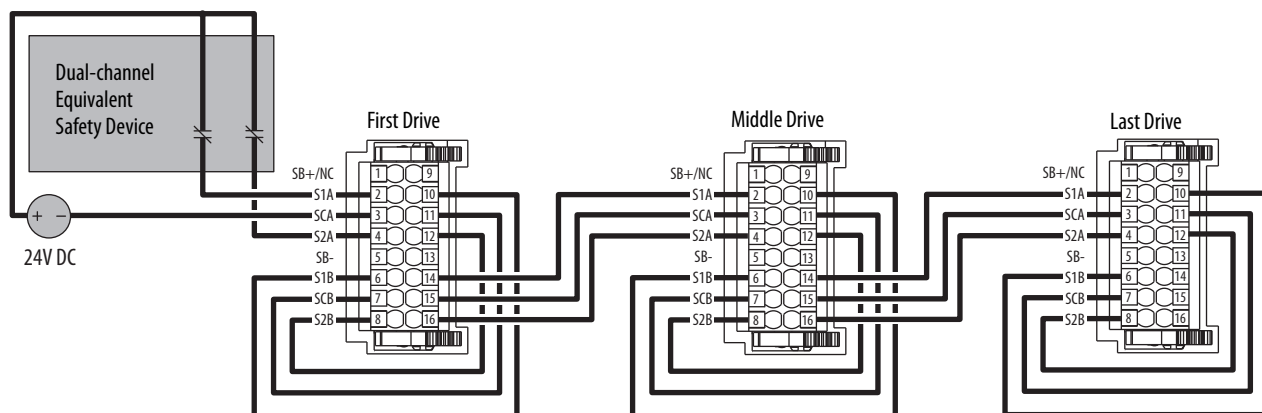 Dual-channel
Equivalent
Safety Device
+ −
24V DC
First Drive
SB+/NC 1 9
S1A 2 10
SCA 3 11
S2A 4 12
SB- 5 13
S1B 6 14
SCB 7 15
S2B 8 16
Middle Drive
SB+/NC 1 9
S1A 2 10
SCA 3 11
S2A 4 12
SB- 5 13
S1B 6 14
SCB 7 15
S2B 8 16
Last Drive
SB+/NC 1 9
S1A 2 10
SCA 3 11
S2A 4 12
SB- 5 13
S1B 6 14
SCB 7 15
S2B 8 16